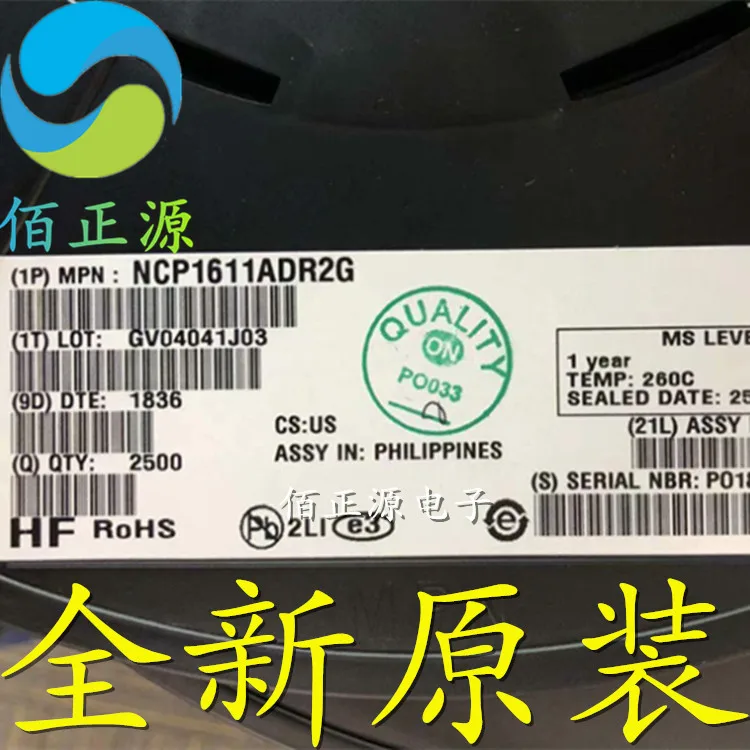 佰正源
(1P) MPN : NCP1611ADR2G
(1T) LOT: GV04041J03
(9D) DTE: 1836
(Q) QTY: 2500
HF RoHS
QUALITY
ON
PO033
CS:US
ASSY IN: PHILIPPINES
MS LEVE
1 year
TEMP: 260C
SEALED DATE: 25
(21L) ASSY
(S) SERIAL NBR: PO18
佰正源电子
Pb 2LI e3 e
全新原装